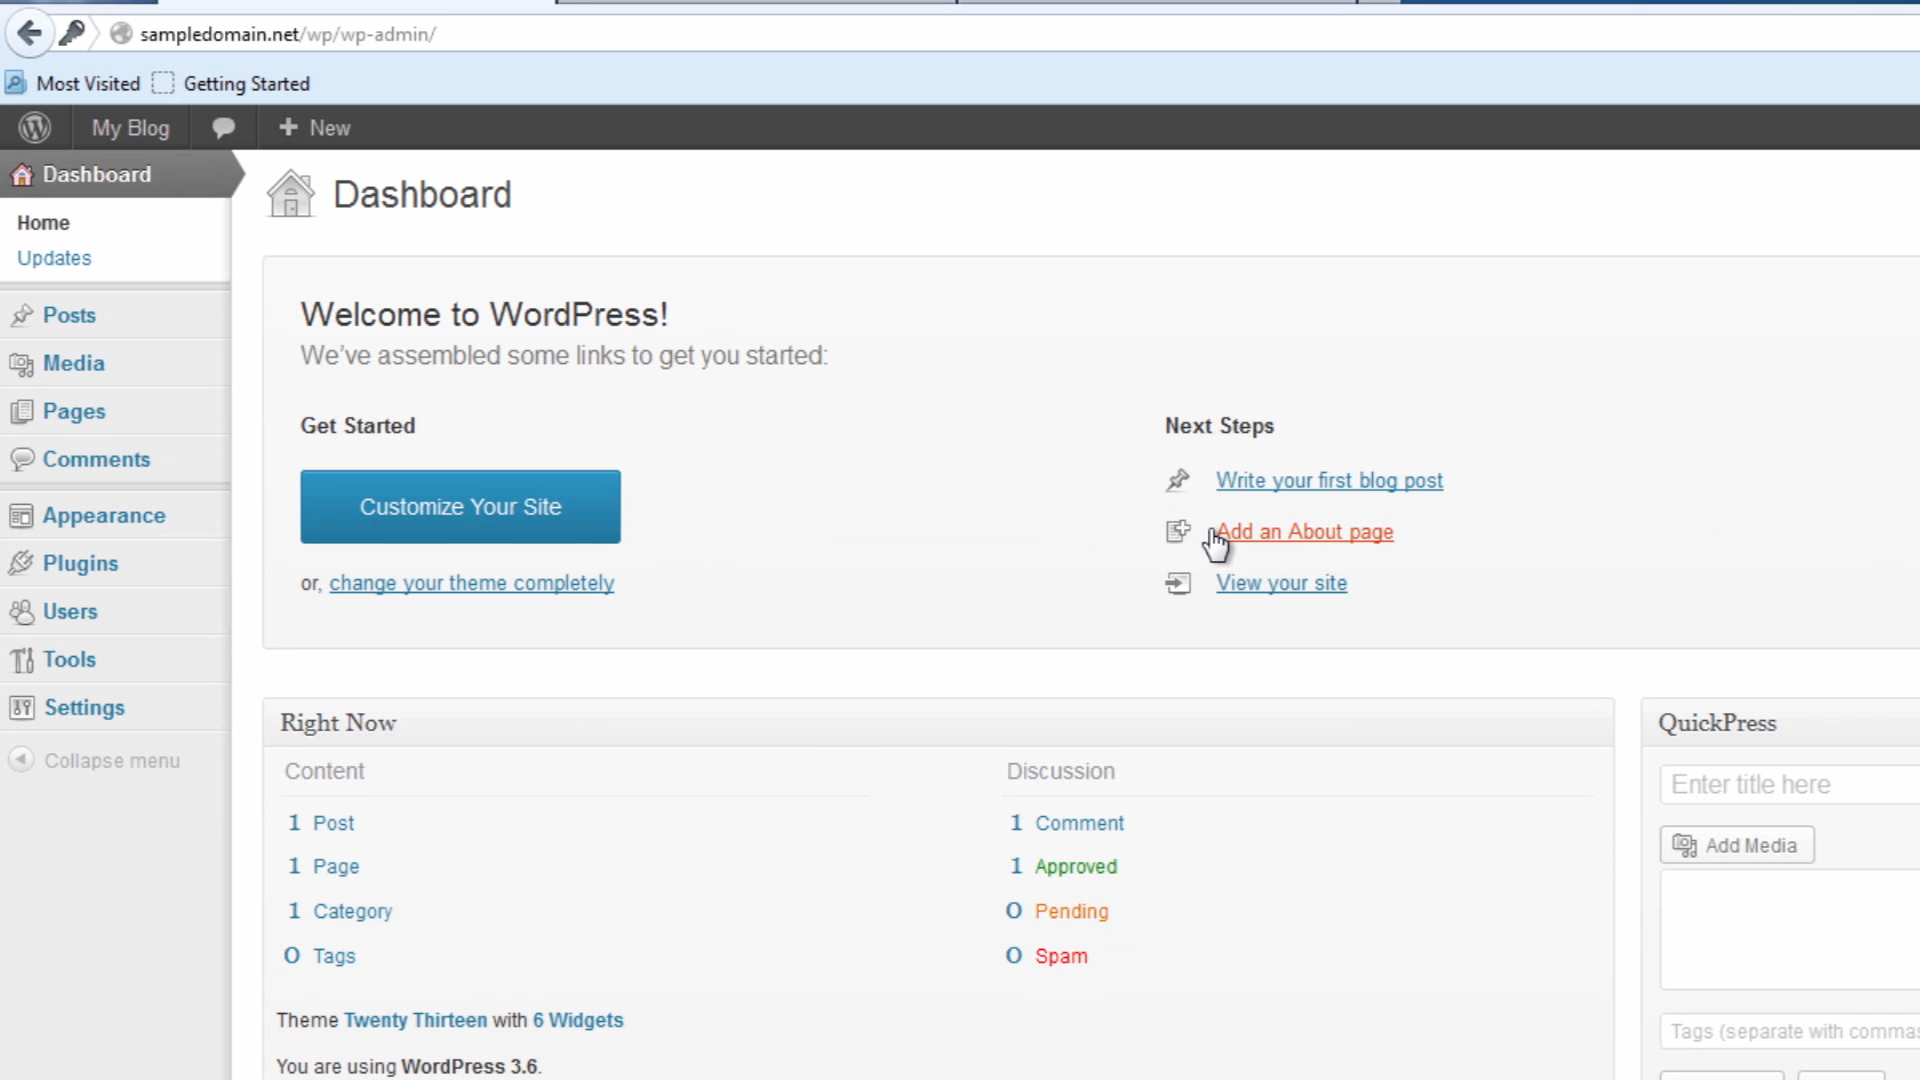 sampledomain.net/wp/wp-admin/
Most Visited
Getting Started
My Blog
New
Dashboard
Home
Updates
Posts
Media
Pages
Comments
Appearance
Plugins
Users
Tools
Settings
Collapse menu
Dashboard
Welcome to WordPress!
We've assembled some links to get you started:
Get Started
Customize Your Site
or, change your theme completely
Next Steps
Write your first blog post
Add an About page
View your site
Right Now
Content
1 Post
1 Page
1 Category
0 Tags
Discussion
1 Comment
1 Approved
0 Pending
0 Spam
Theme Twenty Thirteen with 6 Widgets
You are using WordPress 3.6.
QuickPress
Enter title here
Add Media
Tags (separate with commas